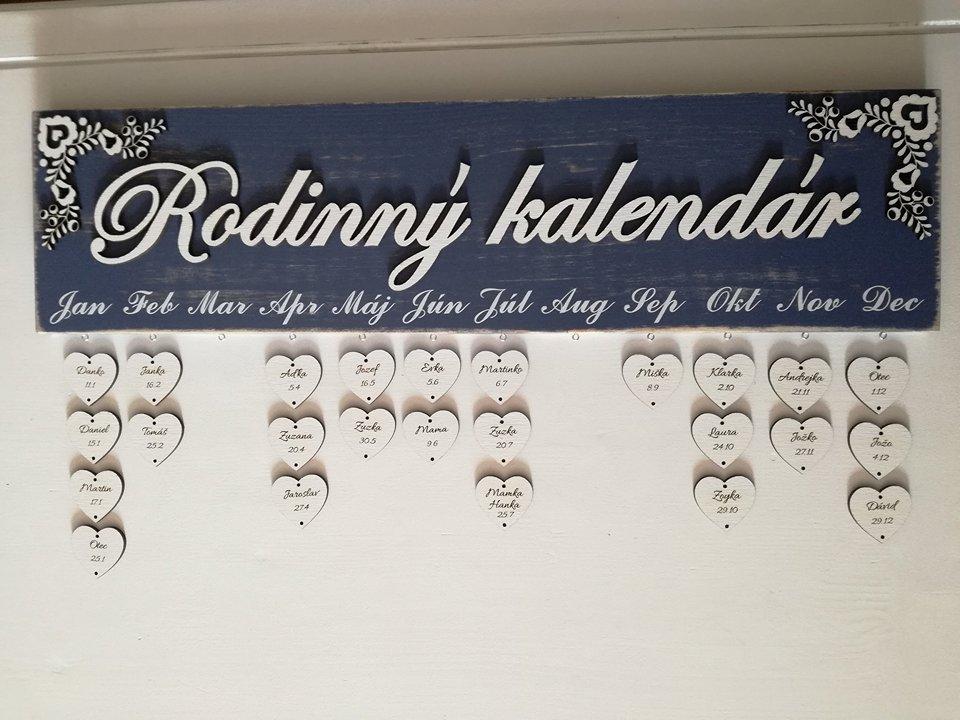 Rodinný kalendár
Jan Feb Mar Apr Máj Jún Júl Aug Sep Okt Nov Dec
Danko
11.1
Daniel
15.1
Martin
17.1
Otec
25.1
Janka
16.2
Tomáš
25.2
Aďka
5.4
Zuzana
20.4
Jaroslav
27.4
Jozef
16.5
Zuzka
30.5
Evka
5.6
Mama
9.6
Martinko
6.7
Zuzka
20.7
Mamka
Hanka
25.7
Miška
8.9
Klarka
2.10
Laura
24.10
Zojka
29.10
Andrejka
21.11
Jožko
27.11
Otec
1.12
Jožo
4.12
Dávid
29.12